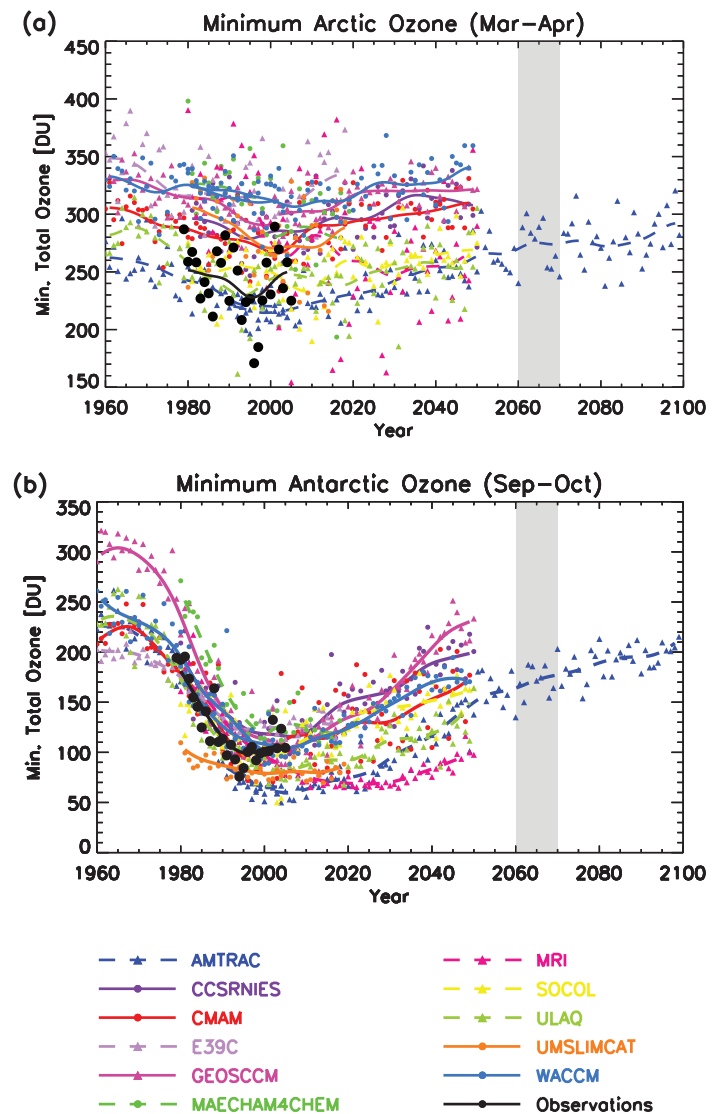 (a) Minimum Arctic Ozone (Mar-Apr)
Min. Total Ozone [DU]
450
400
350
300
250
200
150
1960 1980 2000 2020 2040 2060 2080 2100
Year
(b) Minimum Antarctic Ozone (Sep-Oct)
Min. Total Ozone [DU]
350
300
250
200
150
100
50
0
1960 1980 2000 2020 2040 2060 2080 2100
Year
AMTRAC MRI
CCSRNIES SOCOL
CMAM ULAQ
E39C UMSLIMCAT
GEOSCCM WACCM
MAECHAM4CHEM Observations